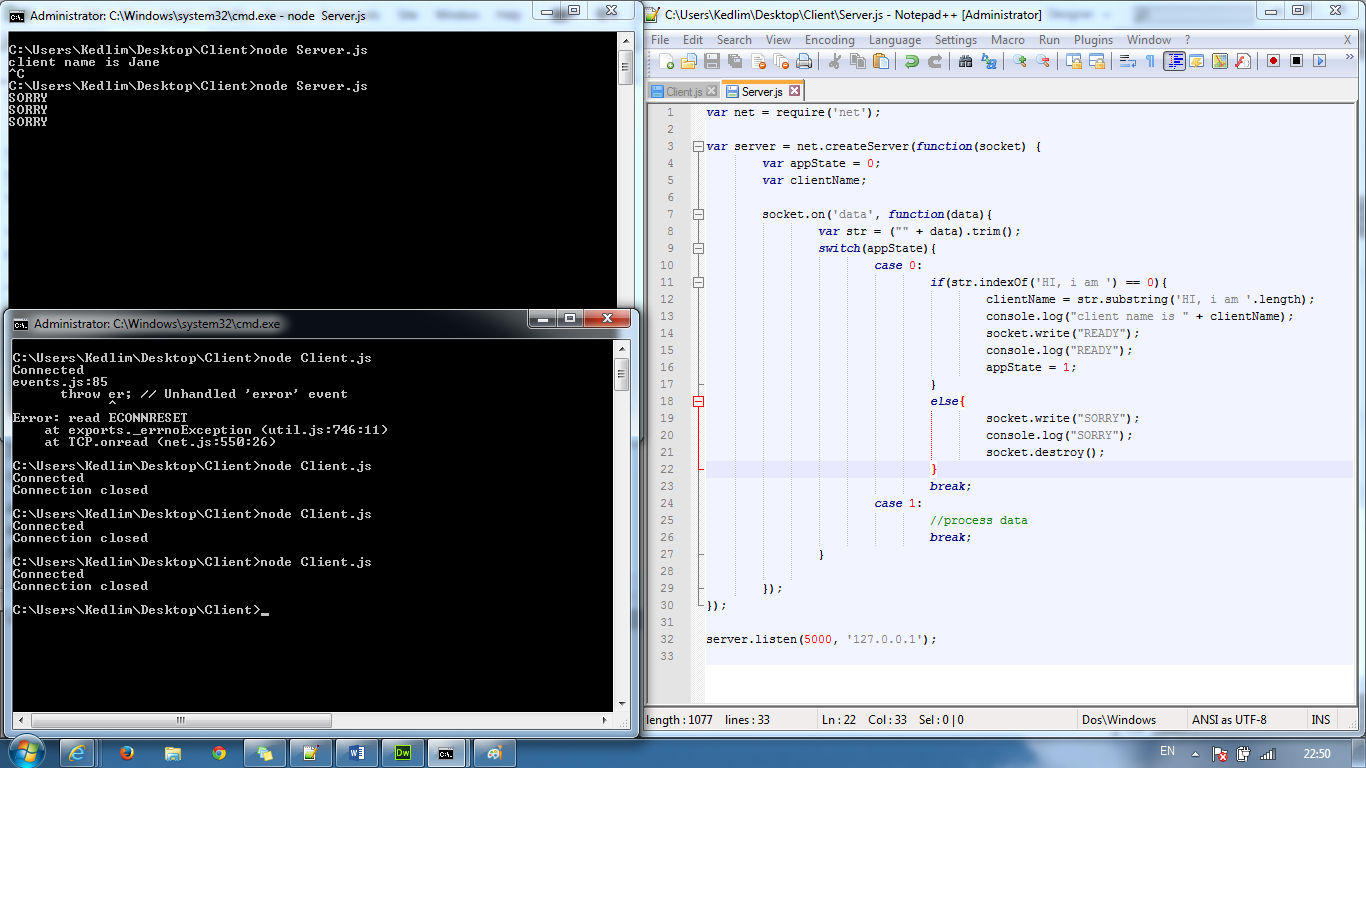 Administrator: C:\Windows\system32\cmd.exe - node Server.js
C:\Users\Kedlim\Desktop\Client>node Server.js
client name is Jane
^C
C:\Users\Kedlim\Desktop\Client>node Server.js
SORRY
SORRY
SORRY
Administrator: C:\Windows\system32\cmd.exe
C:\Users\Kedlim\Desktop\Client>node Client.js
Connected
events.js:85
throw er; // Unhandled 'error' event
^
Error: read ECONNRESET
at exports._errnoException (util.js:746:11)
at TCP.onread (net.js:550:26)
C:\Users\Kedlim\Desktop\Client>node Client.js
Connected
Connection closed
C:\Users\Kedlim\Desktop\Client>node Client.js
Connected
Connection closed
C:\Users\Kedlim\Desktop\Client>node Client.js
Connected
Connection closed
C:\Users\Kedlim\Desktop\Client>_
C:\Users\Kedlim\Desktop\Client\Server.js - Notepad++ [Administrator]
File Edit Search View Encoding Language Settings Macro Run Plugins Window ? X
Client.js Server.js
1 var net = require('net');
2
3 var server = net.createServer(function(socket) {
4 var appState = 0;
5 var clientName;
6
7 socket.on('data', function(data){
8 var str = ("" + data).trim();
9 switch(appState){
10 case 0:
11 if(str.indexOf('HI, i am ') == 0){
12 clientName = str.substring('HI, i am '.length);
13 console.log("client name is " + clientName);
14 socket.write("READY");
15 console.log("READY");
16 appState = 1;
17 }
18 else{
19 socket.write("SORRY");
20 console.log("SORRY");
21 socket.destroy();
22 }
23 break;
24 case 1:
25 //process data
26 break;
27 }
28
29 });
30 });
31
32 server.listen(5000, '127.0.0.1');
33
length : 1077 lines : 33 Ln : 22 Col : 33 Sel : 0 | 0 Dos\Windows ANSI as UTF-8 INS
EN 22:50